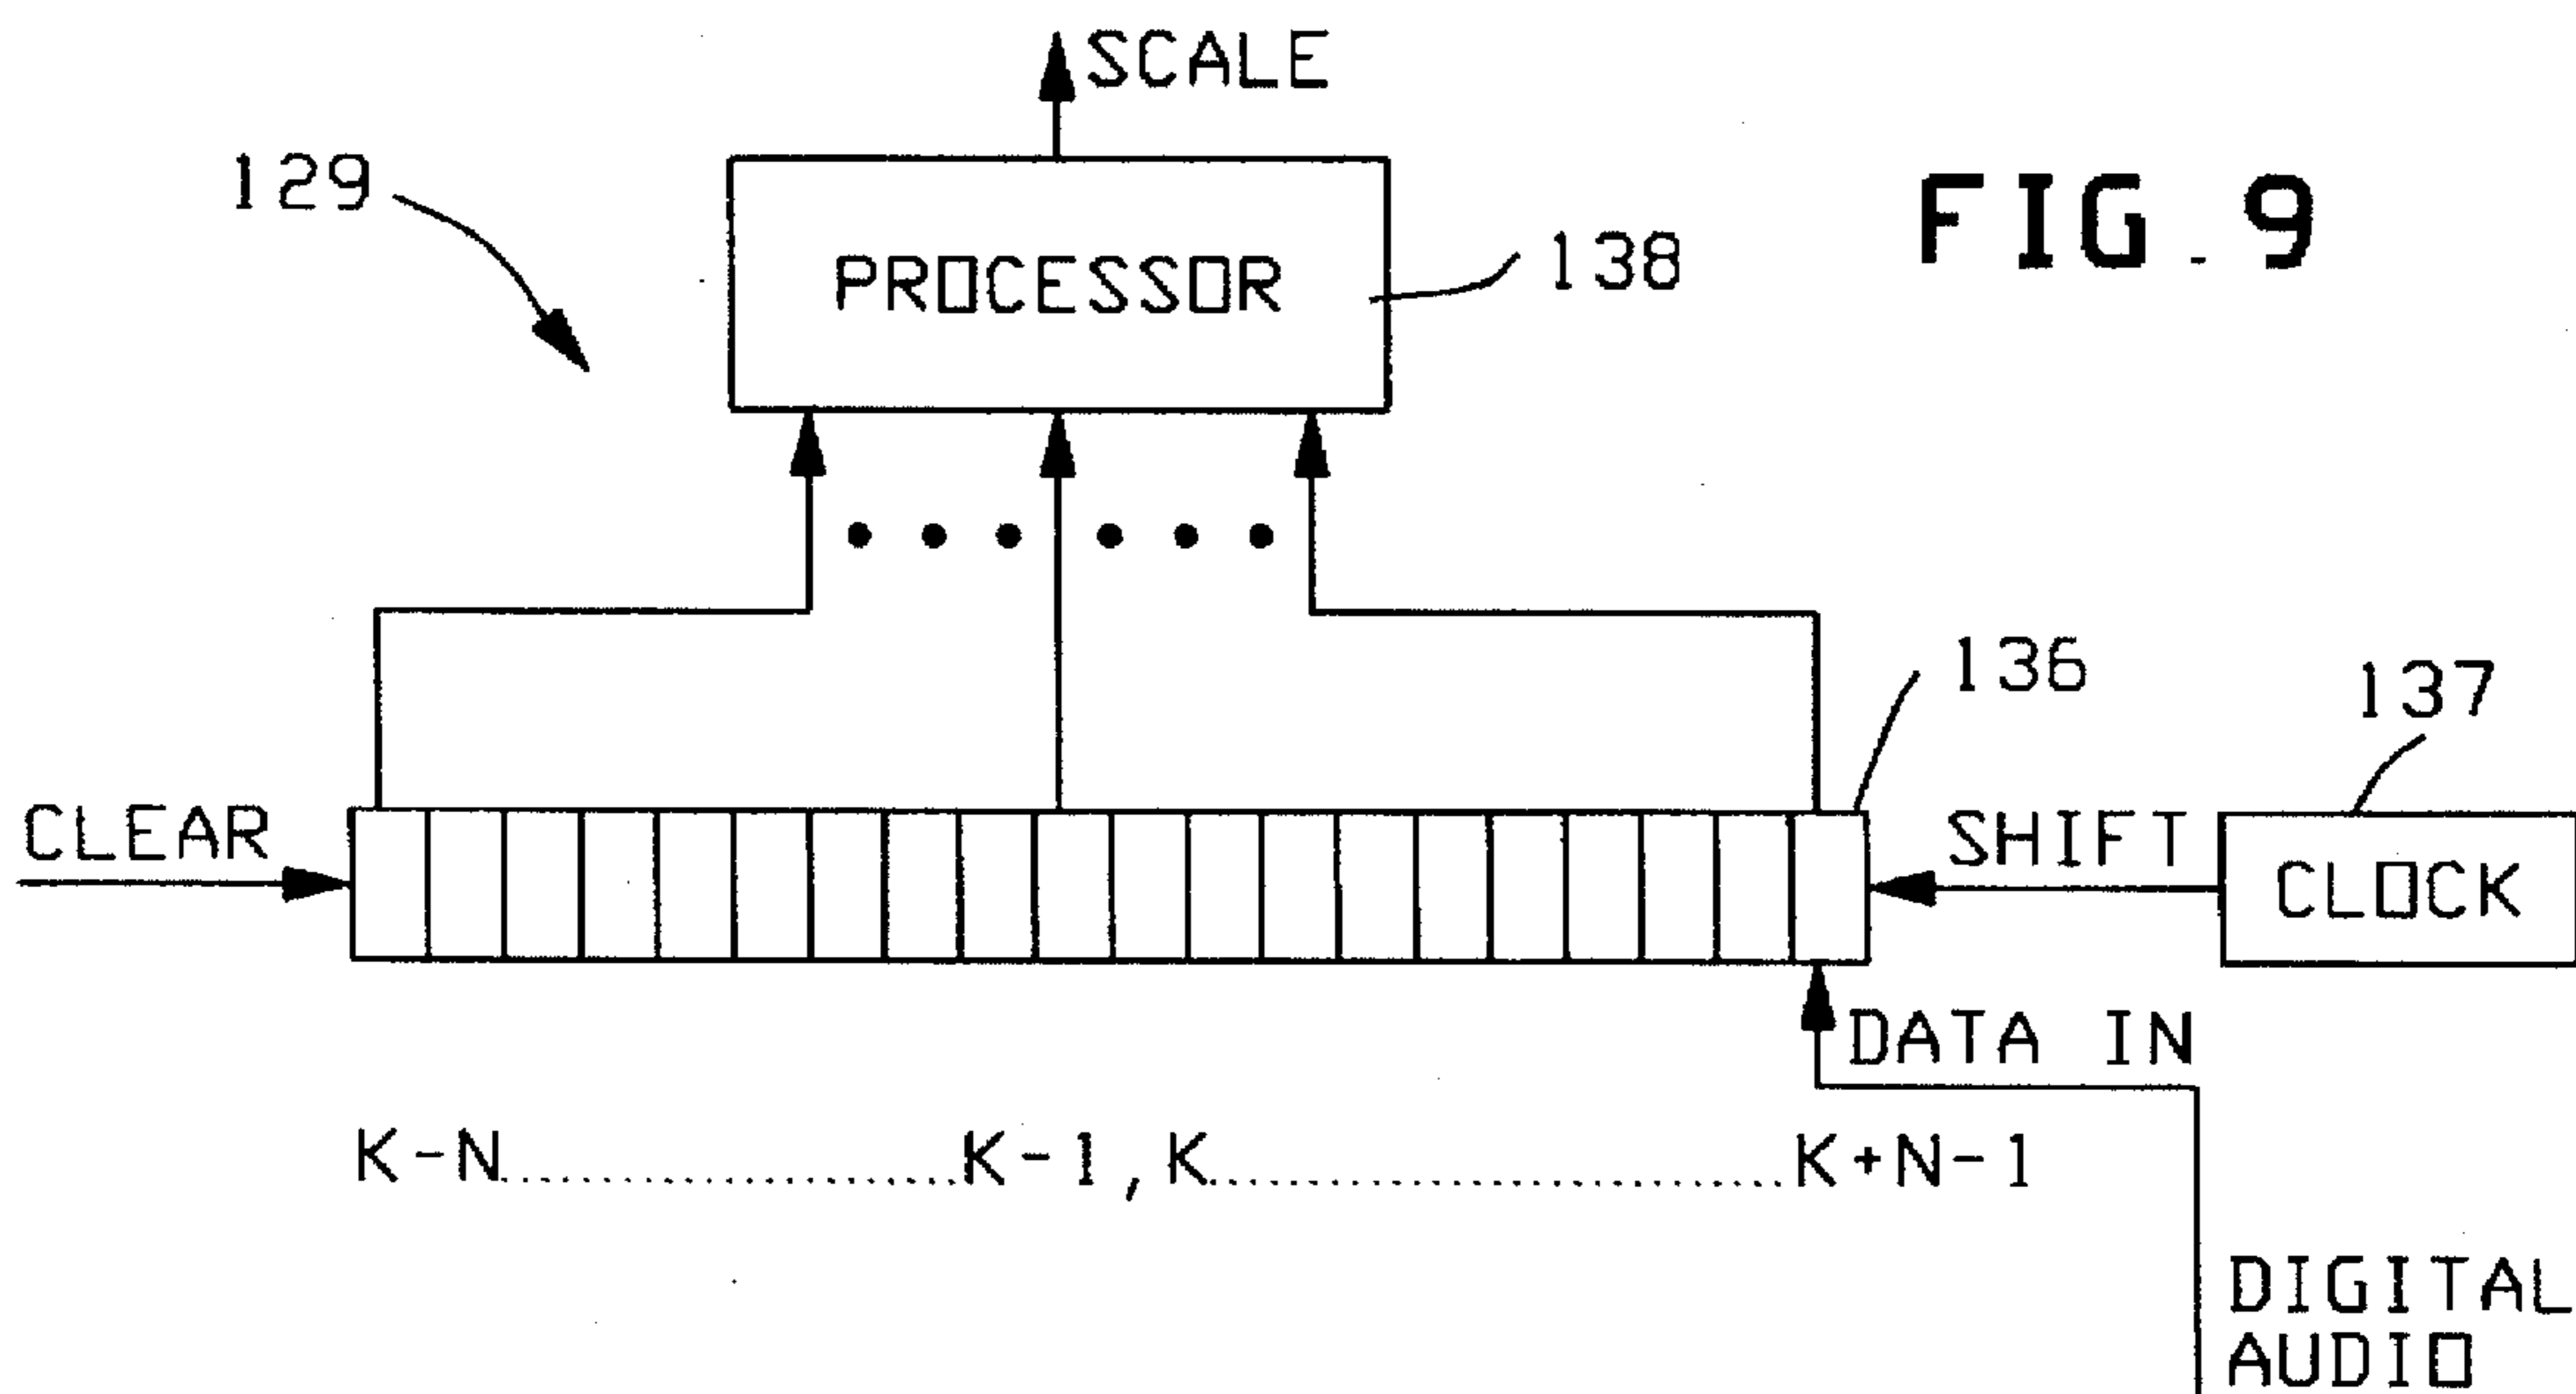 SCALE
129
FIG. 9
PROCESSOR
138
136
137
CLEAR
SHIFT
CLOCK
DATA IN
K-N..............................K-1,K......................................K+N-1
DIGITAL
AUDIO